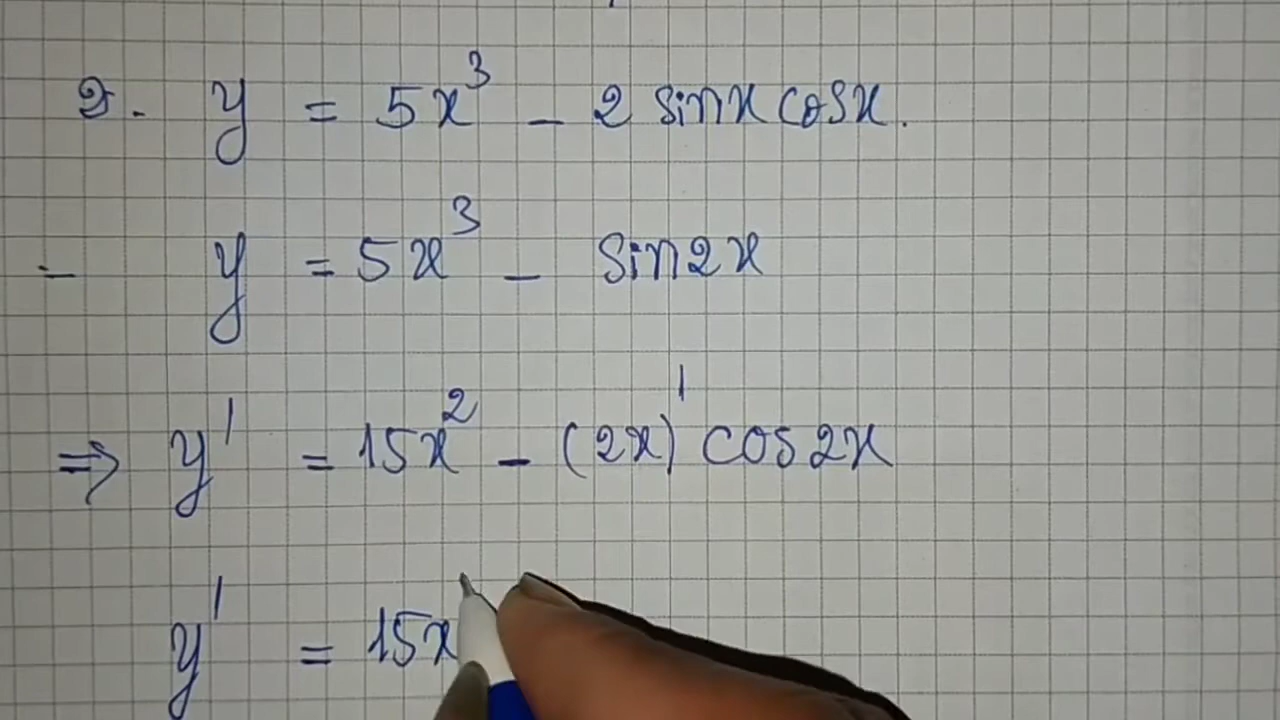 2. y = 5x³ - 2 sinx cosx.
- y = 5x³ - sin2x
⇒ y' = 15x² - (2x)' cos2x
y' = 15x